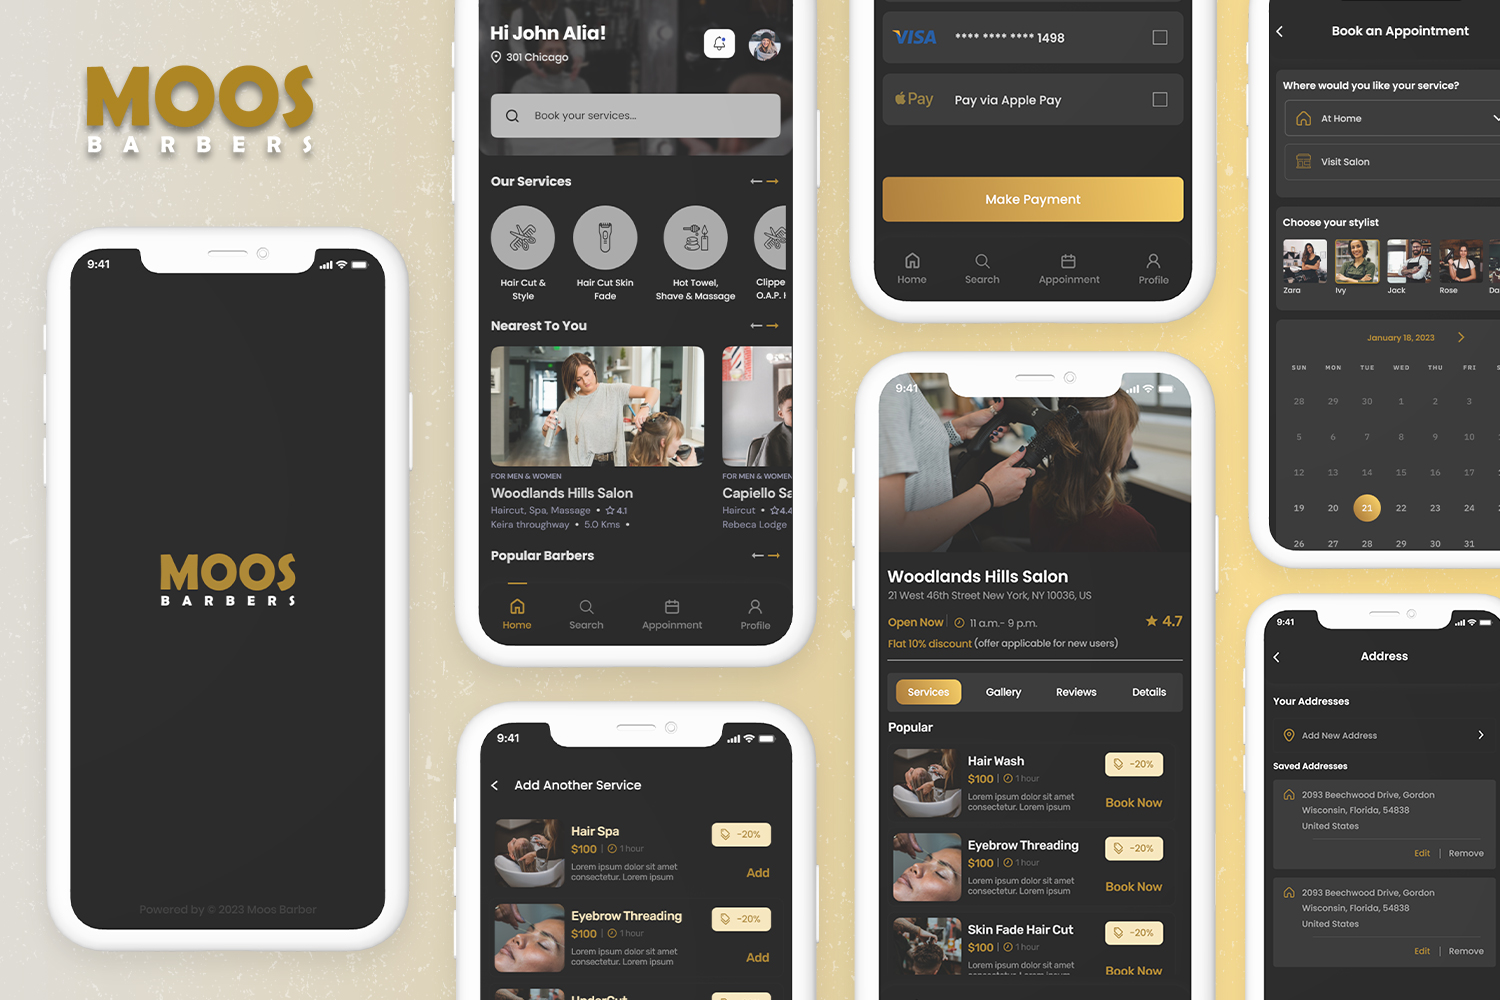 MOOS
BARBERS
9:41
MOOS
BARBERS
Powered by © 2023 Moos Barber
Hi John Alia!
301 Chicago
Book your services...
Our Services
Hair Cut &
Style
Hair Cut Skin
Fade
Hot Towel,
Shave & Massage
Clippe
O.A.P.
Nearest To You
FOR MEN & WOMEN
Woodlands Hills Salon
Haircut, Spa, Massage • 4.1
Keira throughway • 5.0 Kms •
FOR MEN & WOMEN
Capiello Sa
Haircut • 4.4
Rebeca Lodge
Popular Barbers
Home
Search
Appoinment
Profile
9:41
Add Another Service
Hair Spa
$100 | 1 hour
Lorem ipsum dolor sit amet
consectetur. Lorem ipsum
-20%
Add
Eyebrow Threading
$100 | 1 hour
Lorem ipsum dolor sit amet
consectetur. Lorem ipsum
-20%
Add
UnderCut
-20%
VISA **** **** **** 1498
Pay Pay via Apple Pay
Make Payment
Home
Search
Appoinment
Profile
9:41
Woodlands Hills Salon
21 West 46th Street New York, NY 10036, US
Open Now | 11 a.m.- 9 p.m.
4.7
Flat 10% discount (offer applicable for new users)
Services
Gallery
Reviews
Details
Popular
Hair Wash
$100 | 1 hour
Lorem ipsum dolor sit amet
consectetur. Lorem ipsum
-20%
Book Now
Eyebrow Threading
$100 | 1 hour
Lorem ipsum dolor sit amet
consectetur. Lorem ipsum
-20%
Book Now
Skin Fade Hair Cut
$100 | 1 hour
Lorem ipsum dolor sit amet
consectetur. Lorem ipsum
-20%
Book Now
Book an Appointment
Where would you like your service?
At Home
Visit Salon
Choose your stylist
Zara
Ivy
Jack
Rose
Da
January 18, 2023
SUN MON TUE WED THU FRI S
28 29 30 1 2 3
5 6 7 8 9 10
12 13 14 15 16 17
19 20 21 22 23 24
26 27 28 29 30 31
9:41
Address
Your Addresses
Add New Address
Saved Addresses
2093 Beechwood Drive, Gordon
Wisconsin, Florida, 54838
United States
Edit | Remove
2093 Beechwood Drive, Gordon
Wisconsin, Florida, 54838
United States
Edit | Remove